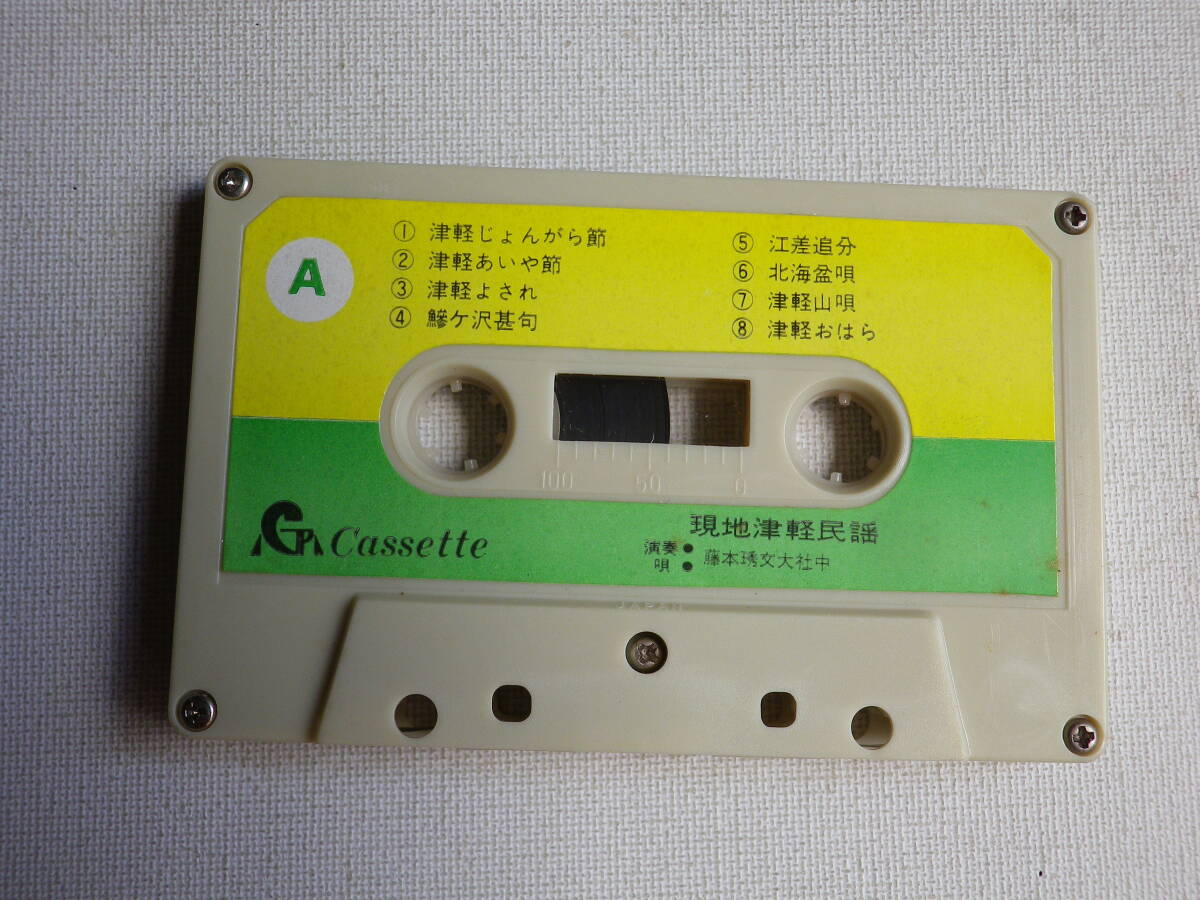 A
① 津軽じょんがら節
② 津軽あいや節
③ 津軽よされ
④ 鰺ケ沢甚句
⑤ 江差追分
⑥ 北海盆唄
⑦ 津軽山唄
⑧ 津軽おはら
100 50 0
Cassette
現地津軽民謡
演奏● 藤本琇文大社中
唄●
JAPAN